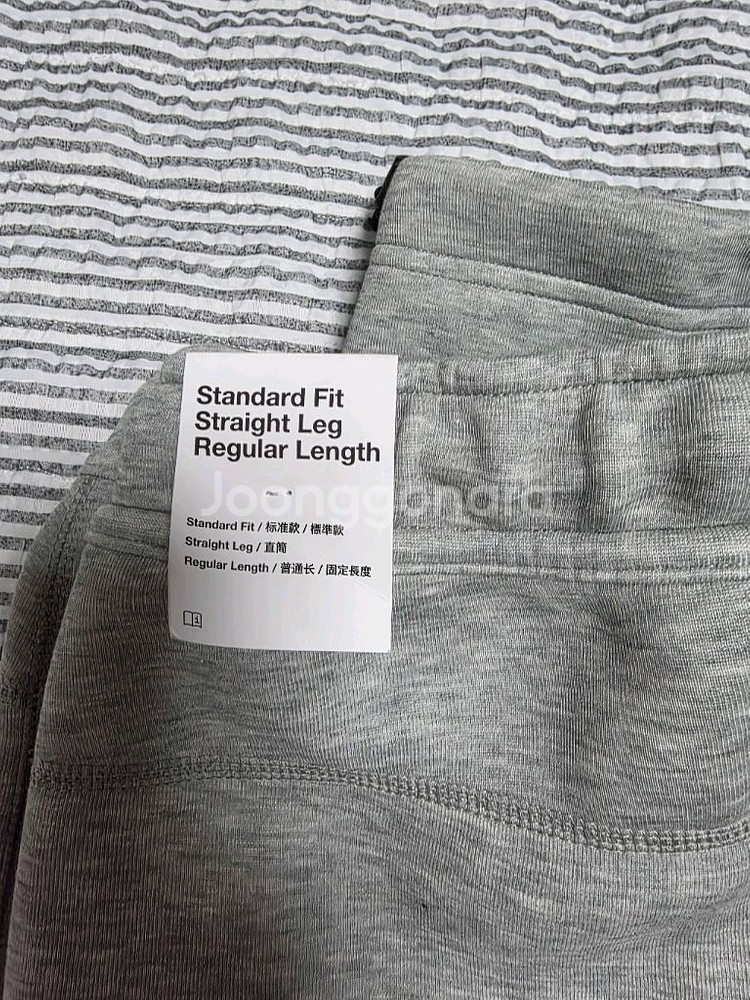 Standard Fit
Straight Leg
Regular Length
Joonggonara
Standard Fit / 标准款 / 標準款
Straight Leg / 直筒
Regular Length / 普通长 / 固定長度